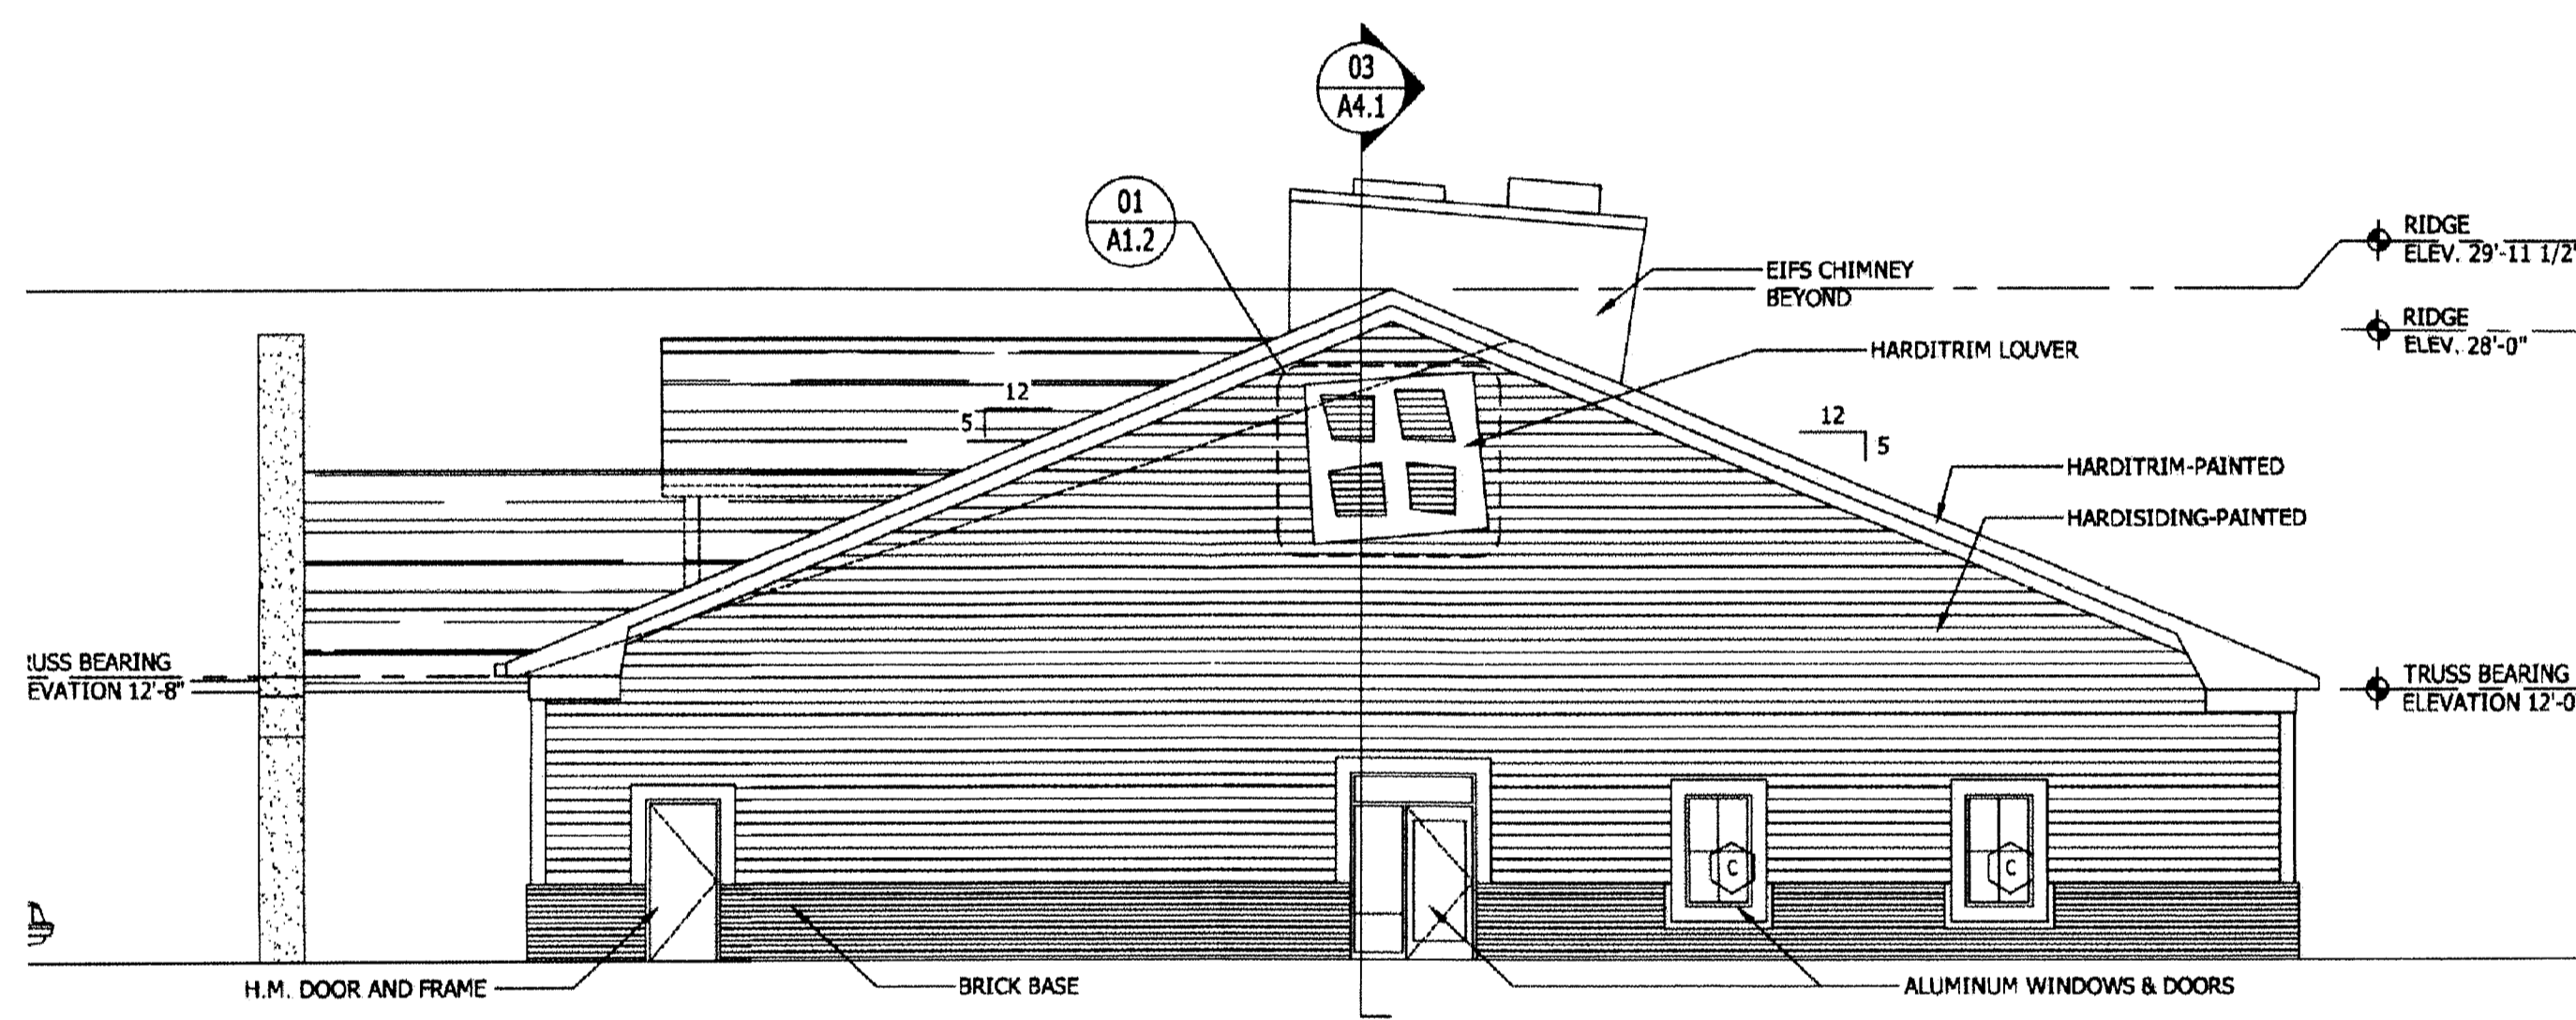 03
A4.1
01
A1.2
RIDGE
ELEV. 29'-11 1/2"
EIFS CHIMNEY
BEYOND
RIDGE
ELEV. 28'-0"
HARDITRIM LOUVER
12
5
12
5
HARDITRIM-PAINTED
HARDISIDING-PAINTED
USS BEARING
EVATION 12'-8"
TRUSS BEARING
ELEVATION 12'-0
C
C
H.M. DOOR AND FRAME
BRICK BASE
ALUMINUM WINDOWS & DOORS